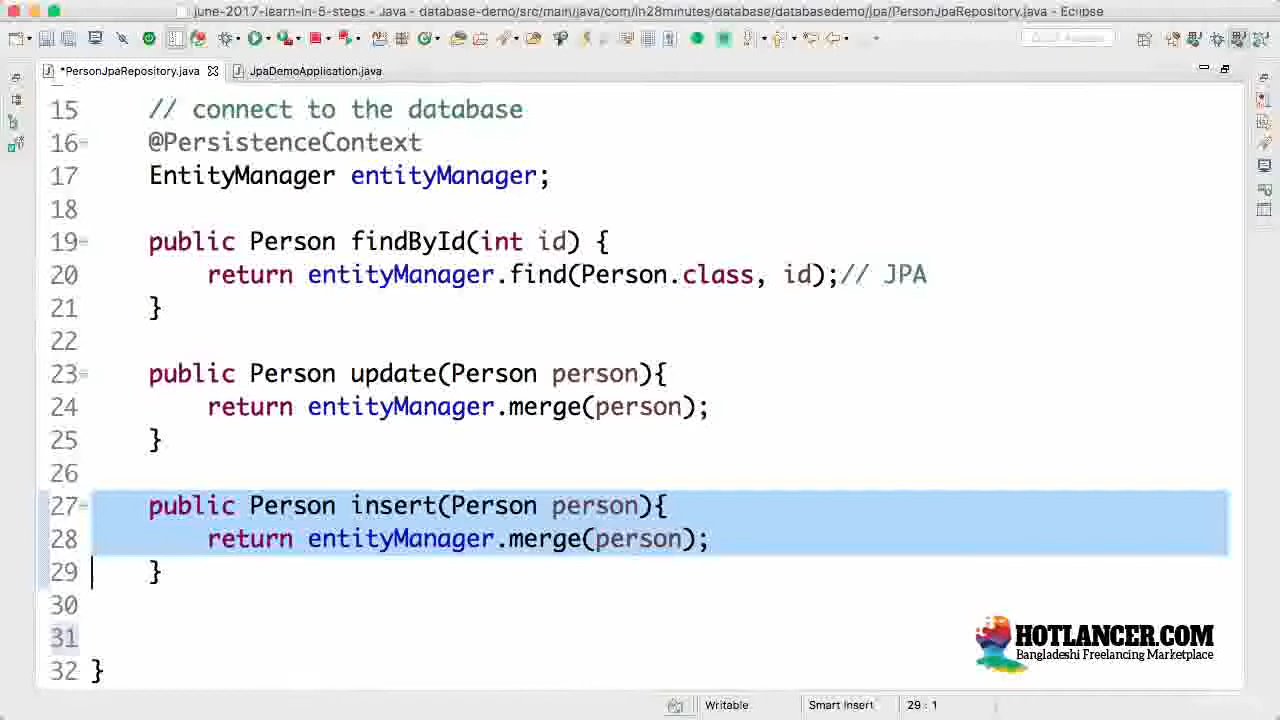 june-2017-learn-in-5-steps - Java - database-demo/src/main/java/com/in28minutes/database/databasedemo/jpa/PersonJpaRepository.java - Eclipse
*PersonJpaRepository.java
JpaDemoApplication.java
15 // connect to the database
16 @PersistenceContext
17 EntityManager entityManager;
18
19 public Person findById(int id) {
20 return entityManager.find(Person.class, id);// JPA
21 }
22
23 public Person update(Person person){
24 return entityManager.merge(person);
25 }
26
27 public Person insert(Person person){
28 return entityManager.merge(person);
29 }
30
31
32 }
HOTLANCER.COM
Bangladeshi Freelancing Marketplace
Writable Smart Insert 29 : 1